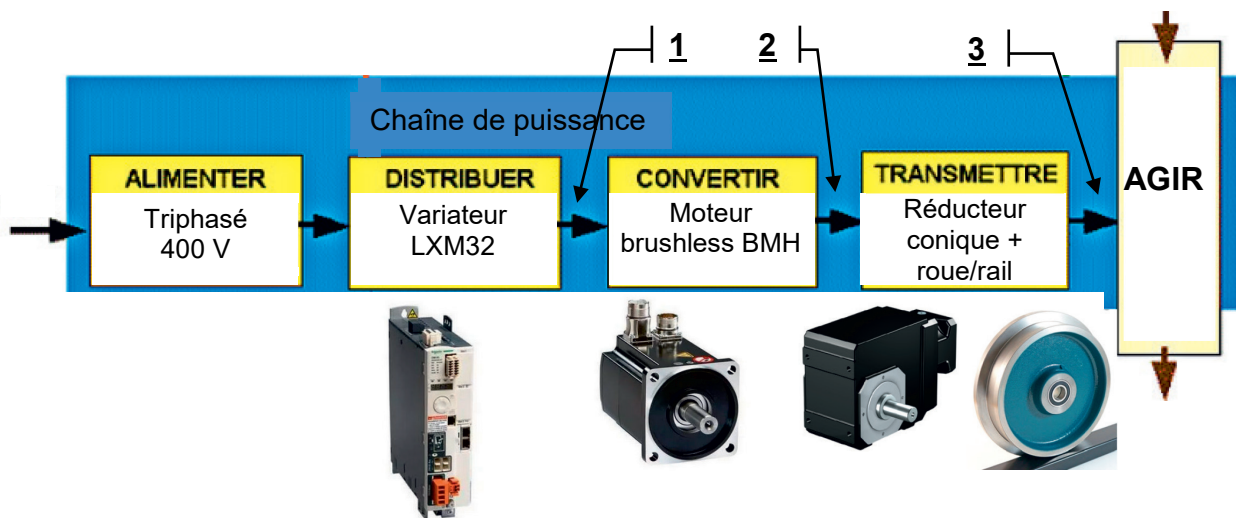 1
2
3
Chaîne de puissance
ALIMENTER
Triphasé
400 V
DISTRIBUER
Variateur
LXM32
CONVERTIR
Moteur
brushless BMH
TRANSMETTRE
Réducteur
conique +
roue/rail
AGIR